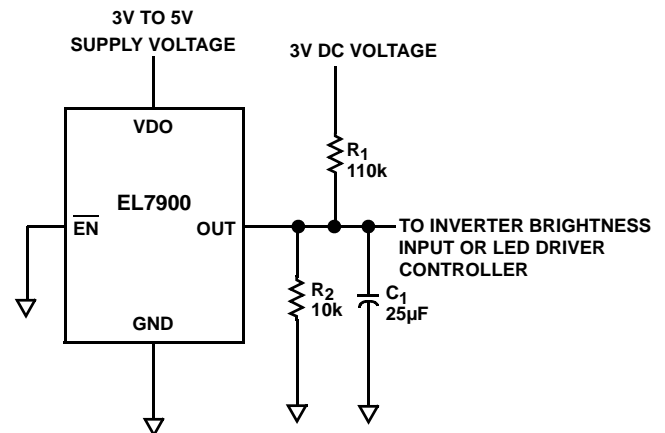 3V TO 5V
SUPPLY VOLTAGE
3V DC VOLTAGE
VDO
R1
110k
EL7900
EN
OUT
TO INVERTER BRIGHTNESS
INPUT OR LED DRIVER
CONTROLLER
R2
10k
C1
25µF
GND